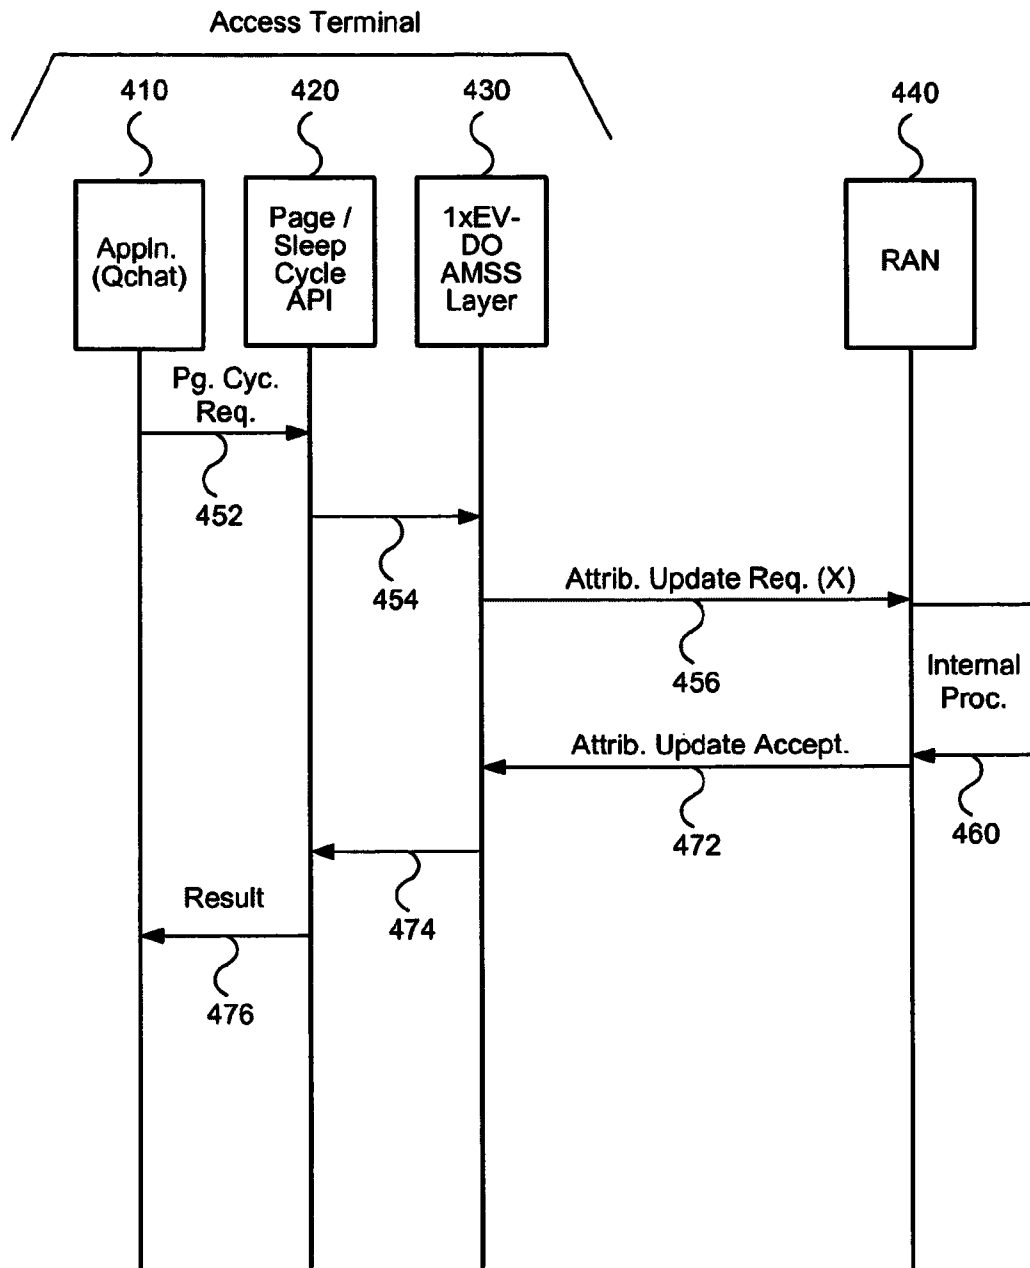 Access Terminal
410
420
430
440
Appln.
(Qchat)
Page /
Sleep
Cycle
API
1xEV-
DO
AMSS
Layer
RAN
Pg. Cyc.
Req.
452
454
Attrib. Update Req. (X)
456
Internal
Proc.
Attrib. Update Accept.
472
460
474
Result
476